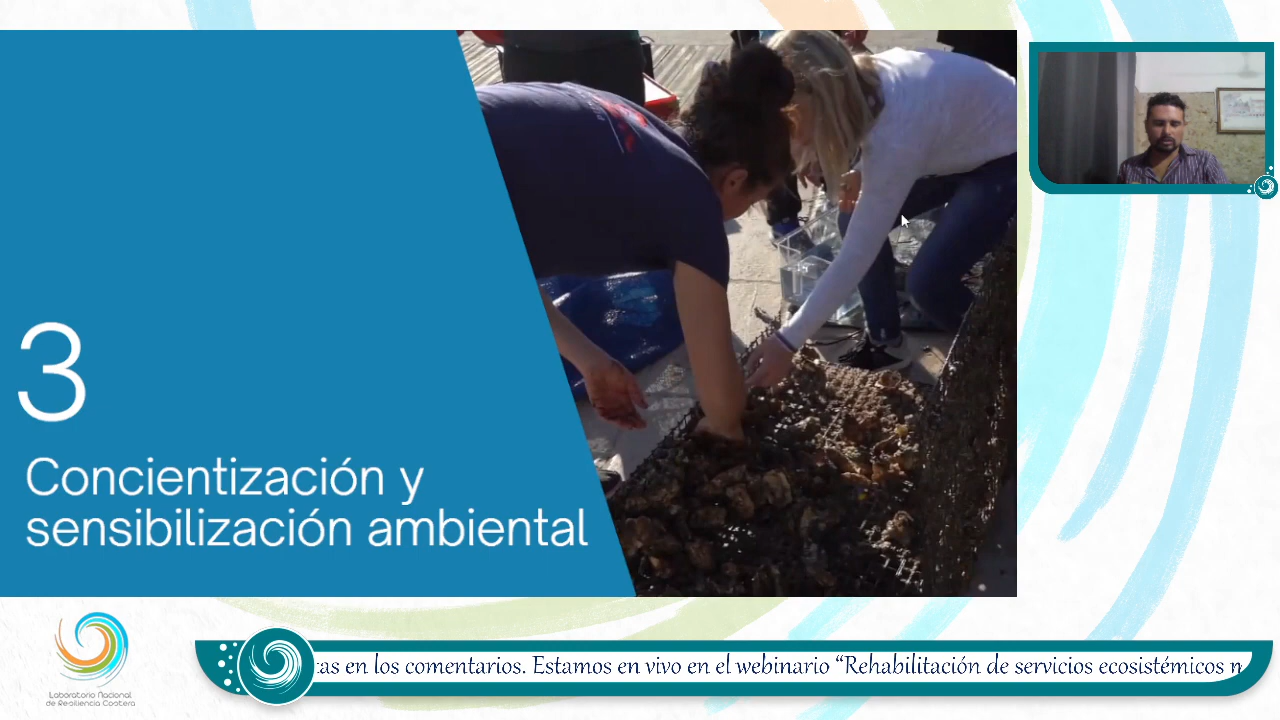 3
Concientización y
sensibilización ambiental
Laboratorio Nacional
de Resiliencia Costera
tas en los comentarios. Estamos en vivo en el webinario “Rehabilitación de servicios ecosistémicos